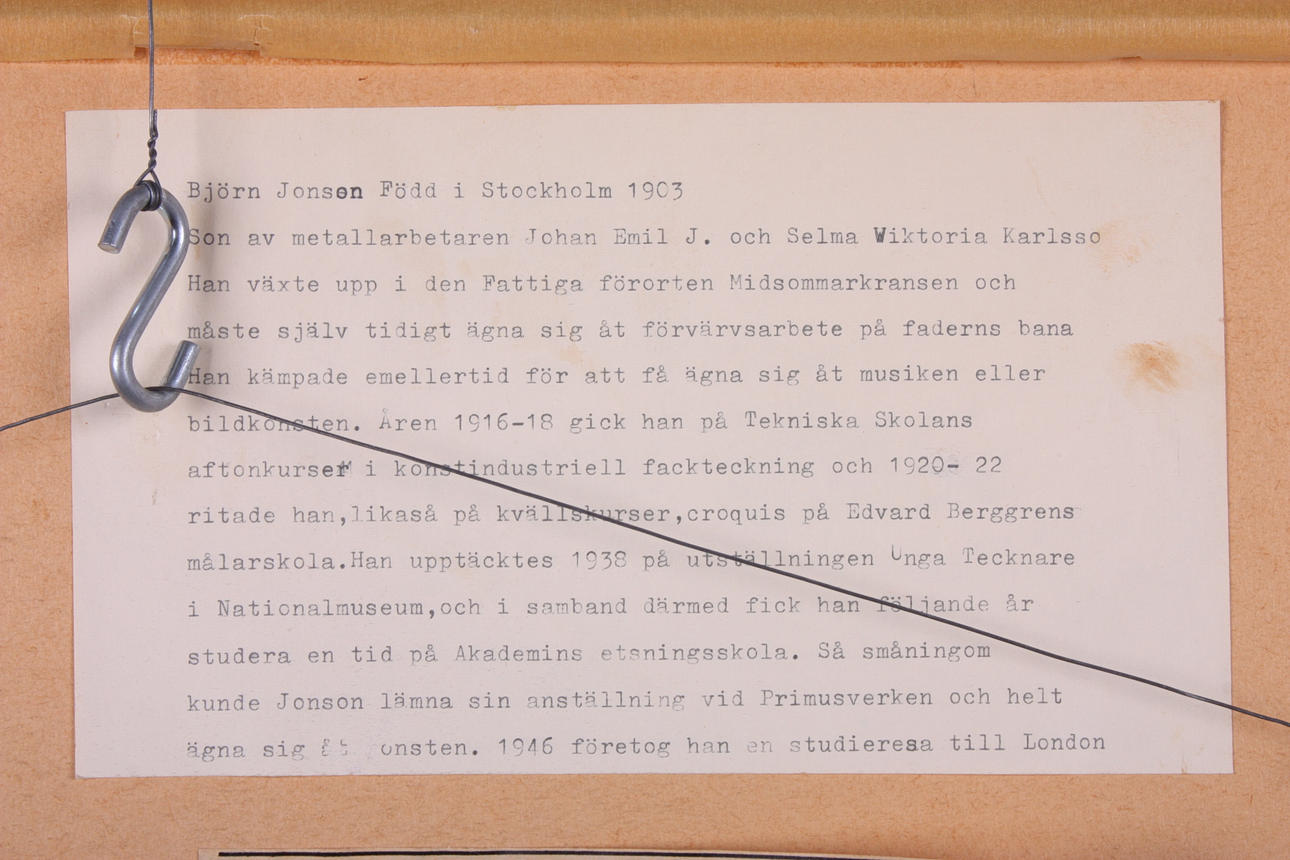 Björn Jonson Född i Stockholm 1903
Son av metallarbetaren Johan Emil J. och Selma Wiktoria Karlsso
Han växte upp i den Fattiga förorten Midsommarkransen och
måste själv tidigt ägna sig åt förvärvsarbete på faderns bana
Han kämpade emellertid för att få ägna sig åt musiken eller
bildkonsten. Åren 1916-18 gick han på Tekniska Skolans
aftonkurser i konstindustriell fackteckning och 1920- 22
ritade han,likaså på kvällskurser,croquis på Edvard Berggrens
målarskola.Han upptäcktes 1938 på utställningen Unga Tecknare
i Nationalmuseum,och i samband därmed fick han följande år
studera en tid på Akademins etsningsskola. Så småningom
kunde Jonson lämna sin anställning vid Primusverken och helt
ägna sig åt onsten. 1946 företog han en studieresa till London